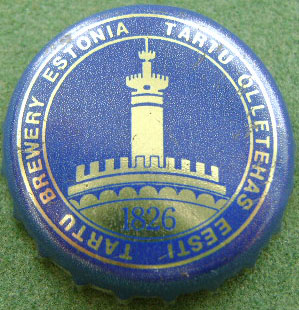 TARTU BREWERY ESTONIA
TARTU ÕLLETEHAS EESTI
1826